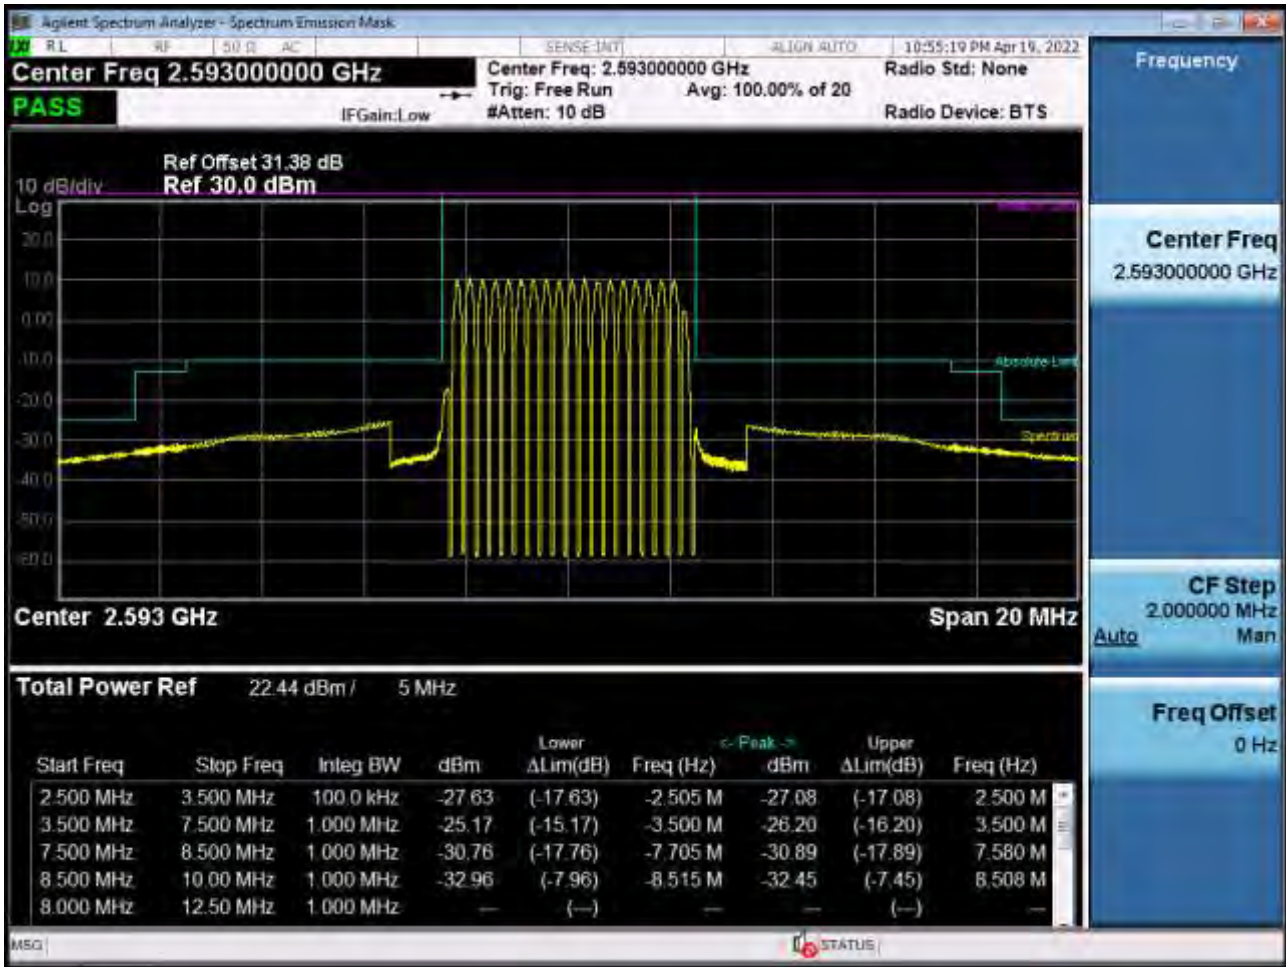 Agilent Spectrum Analyzer - Spectrum Emission Mask
RL RF 50 Ω AC SENSE:INT ALIGN AUTO 10:55:19 PM Apr 19, 2022
Center Freq 2.593000000 GHz
Center Freq: 2.593000000 GHz
Radio Std: None
Trig: Free Run Avg: 100.00% of 20
PASS
IFGain:Low
#Atten: 10 dB
Radio Device: BTS
Ref Offset 31.38 dB
10 dB/div Ref 30.0 dBm
Log
20.0
10.0
0.00
-10.0
Absolute Limit
-20.0
-30.0
Spectrum
-40.0
-50.0
-60.0
Center 2.593 GHz Span 20 MHz
Total Power Ref 22.44 dBm / 5 MHz
Lower <- Peak -> Upper
Start Freq Stop Freq Integ BW dBm ΔLim(dB) Freq (Hz) dBm ΔLim(dB) Freq (Hz)
2.500 MHz 3.500 MHz 100.0 kHz -27.63 (-17.63) -2.505 M -27.08 (-17.08) 2.500 M
3.500 MHz 7.500 MHz 1.000 MHz -25.17 (-15.17) -3.500 M -26.20 (-16.20) 3.500 M
7.500 MHz 8.500 MHz 1.000 MHz -30.76 (-17.76) -7.705 M -30.89 (-17.89) 7.580 M
8.500 MHz 10.00 MHz 1.000 MHz -32.96 (-7.96) -8.515 M -32.45 (-7.45) 8.508 M
8.000 MHz 12.50 MHz 1.000 MHz --- (---) --- --- (---) ---
MSG STATUS
Frequency
Center Freq
2.593000000 GHz
CF Step
2.000000 MHz
Auto Man
Freq Offset
0 Hz